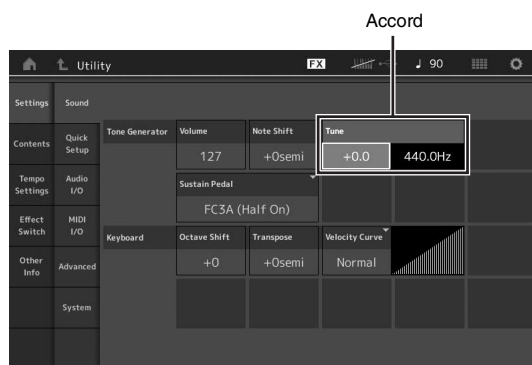 Accord
Utility
FX
90
Settings
Sound
Contents
Quick Setup
Tone Generator
Volume
127
Note Shift
+0semi
Tune
+0.0
440.0Hz
Tempo Settings
Audio I/O
Sustain Pedal
FC3A (Half On)
Effect Switch
MIDI I/O
Keyboard
Octave Shift
+0
Transpose
+0semi
Velocity Curve
Normal
Other Info
Advanced
System